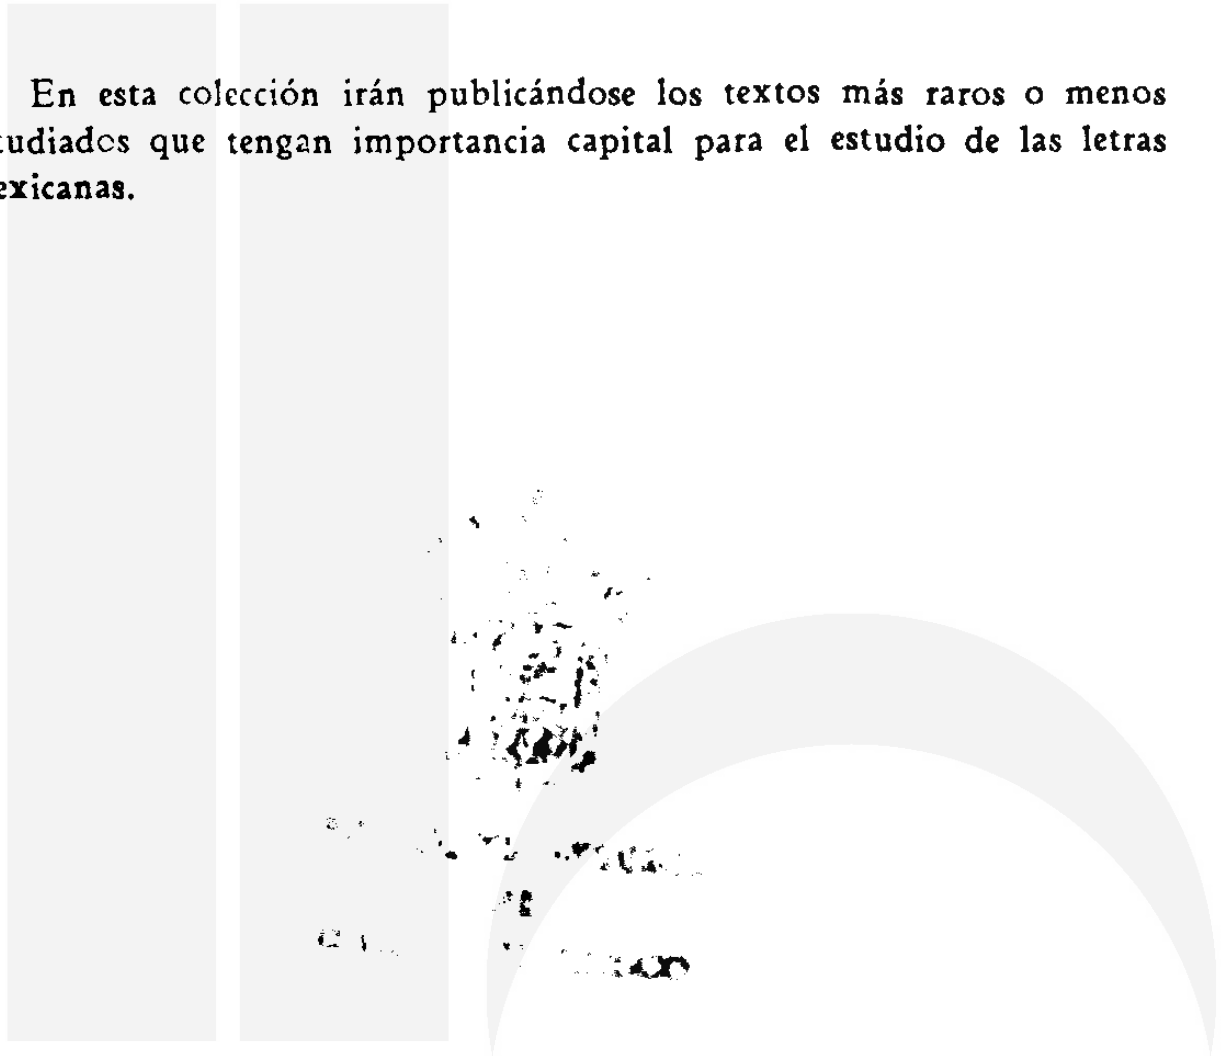 En esta colección irán publicándose los textos más raros o menos
tudiados que tengan importancia capital para el estudio de las letras
exicanas.